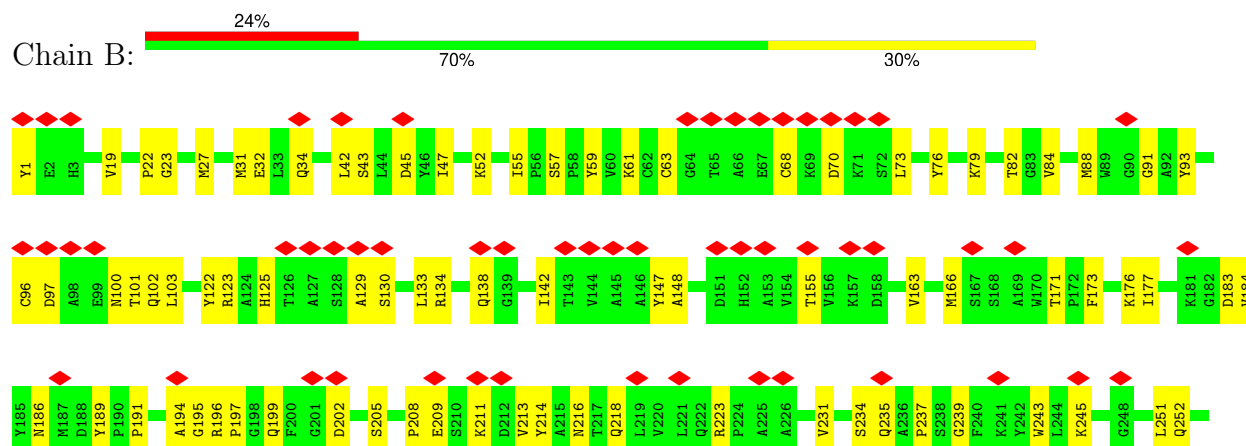 24%
Chain B:
70% 30%
Y1 E2 H3 V19 P22 G23 M27 M31 E32 L33 Q34 L42 S43 L44 D45 Y46 I47 K52 I55 P56 S57 P58 Y59 V60 K61 C62 C63 G64 T65 A66 E67 C68 K69 D70 K71 S72 L73 Y76 K79 T82 G83 V84 M88 W89 G90 G91 A92 Y93
C96 D97 A98 E99 N100 T101 Q102 L103 Y122 R123 A124 H125 T126 A127 S128 A129 S130 L133 R134 Q138 G139 I142 T143 V144 A145 A146 Y147 A148 D151 H152 A153 V154 T155 V156 K157 D158 V163 M166 S167 S168 A169 W170 T171 P172 F173 K176 I177 K181 G182 D183 V184
Y185 N186 M187 D188 Y189 P190 P191 A194 G195 R196 P197 G198 Q199 F200 G201 D202 S205 P208 E209 S210 K211 D212 V213 Y214 A215 N216 T217 Q218 L219 V220 L221 Q222 R223 P224 A225 A226 V231 S234 Q235 A236 P237 S238 G239 F240 K241 Y242 W243 L244 K245 G248 L251 Q252